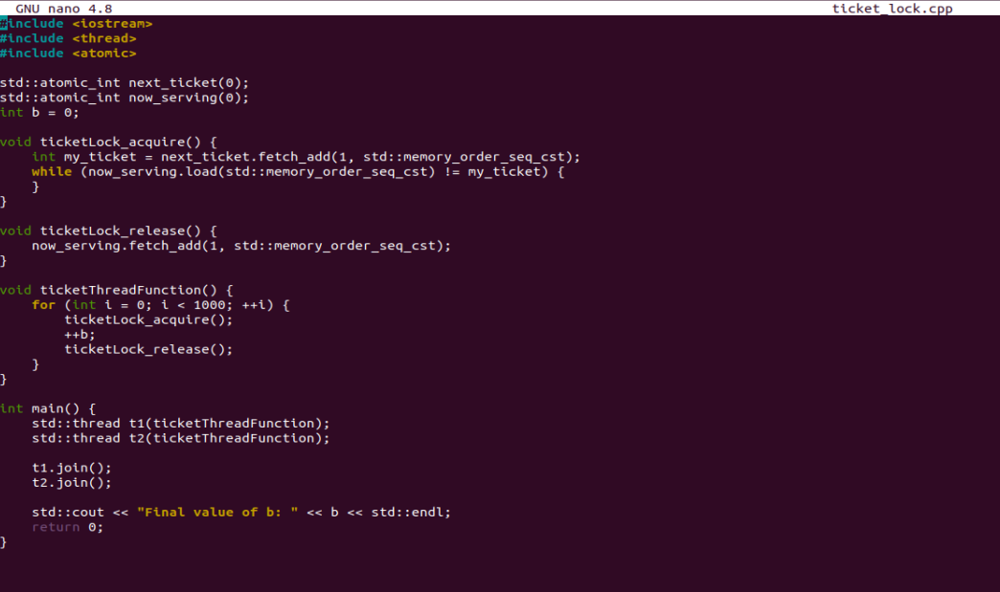 GNU nano 4.8 ticket_lock.cpp
#include <iostream>
#include <thread>
#include <atomic>

std::atomic_int next_ticket(0);
std::atomic_int now_serving(0);
int b = 0;

void ticketLock_acquire() {
    int my_ticket = next_ticket.fetch_add(1, std::memory_order_seq_cst);
    while (now_serving.load(std::memory_order_seq_cst) != my_ticket) {
    }
}

void ticketLock_release() {
    now_serving.fetch_add(1, std::memory_order_seq_cst);
}

void ticketThreadFunction() {
    for (int i = 0; i < 1000; ++i) {
        ticketLock_acquire();
        ++b;
        ticketLock_release();
    }
}

int main() {
    std::thread t1(ticketThreadFunction);
    std::thread t2(ticketThreadFunction);

    t1.join();
    t2.join();

    std::cout << "Final value of b: " << b << std::endl;
    return 0;
}